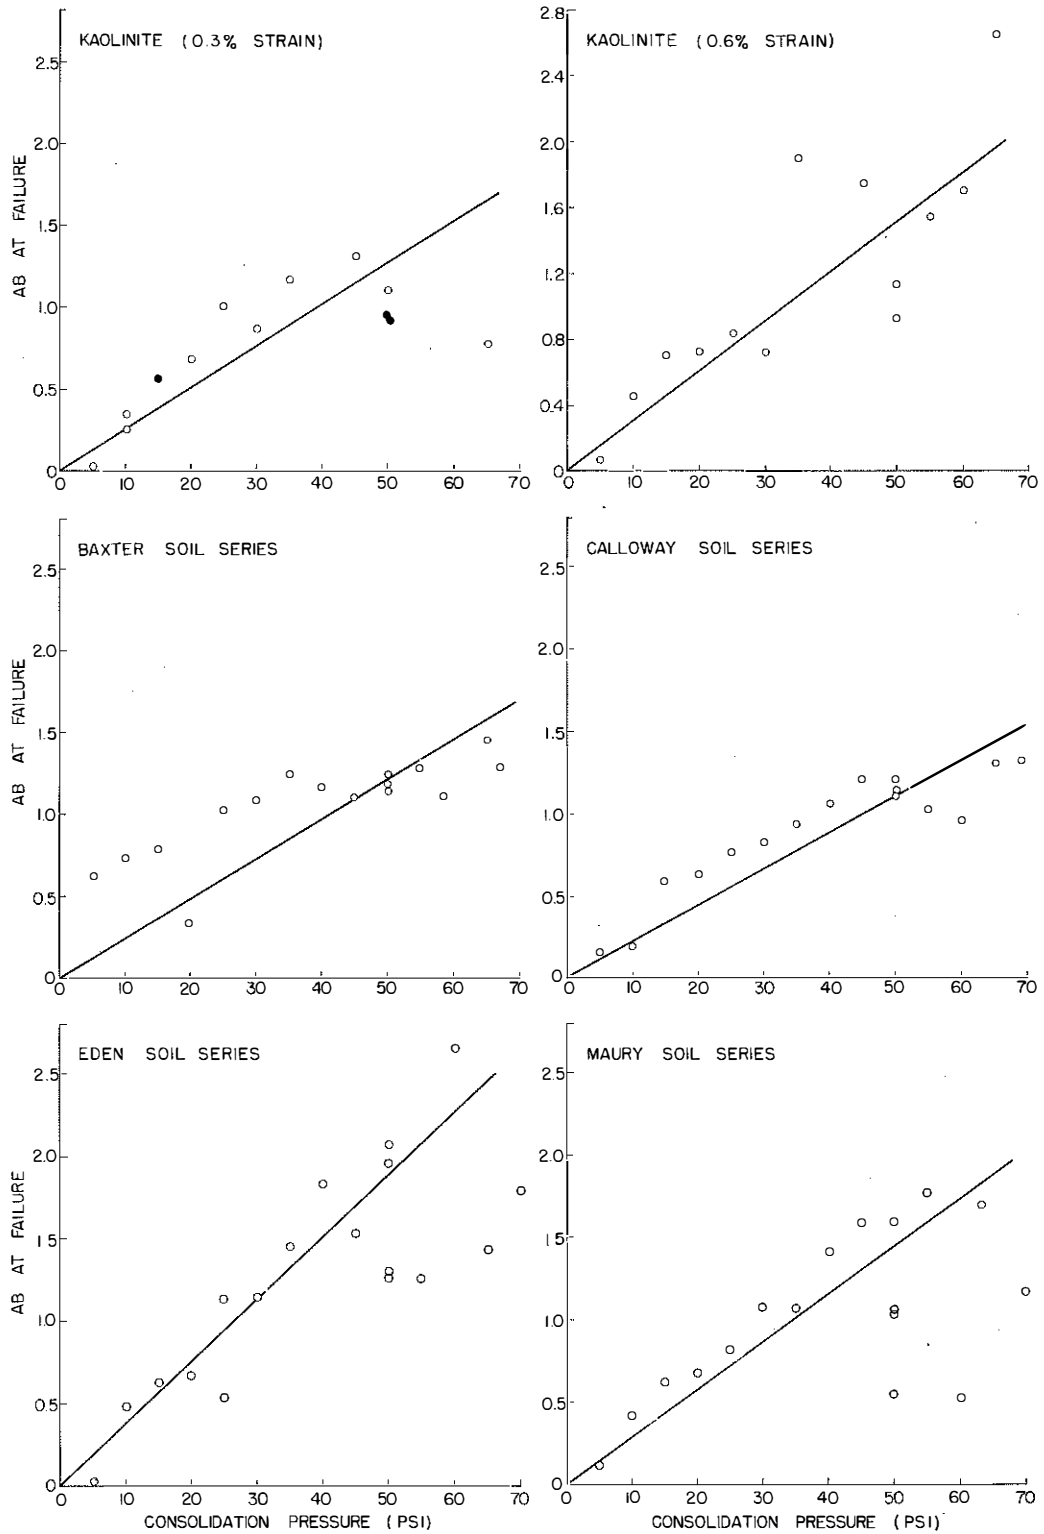 KAOLINITE (0.3% STRAIN)
AB AT FAILURE
2.5
2.0
1.5
1.0
0.5
0
0 10 20 30 40 50 60 70
KAOLINITE (0.6% STRAIN)
2.8
2.4
2.0
1.6
1.2
0.8
0.4
0
0 10 20 30 40 50 60 70
BAXTER SOIL SERIES
AB AT FAILURE
2.5
2.0
1.5
1.0
0.5
0
0 10 20 30 40 50 60 70
CALLOWAY SOIL SERIES
2.5
2.0
1.5
1.0
0.5
0
0 10 20 30 40 50 60 70
EDEN SOIL SERIES
AB AT FAILURE
2.5
2.0
1.5
1.0
0.5
0
0 10 20 30 40 50 60 70
CONSOLIDATION PRESSURE (PSI)
MAURY SOIL SERIES
2.5
2.0
1.5
1.0
0.5
0
0 10 20 30 40 50 60 70
CONSOLIDATION PRESSURE (PSI)